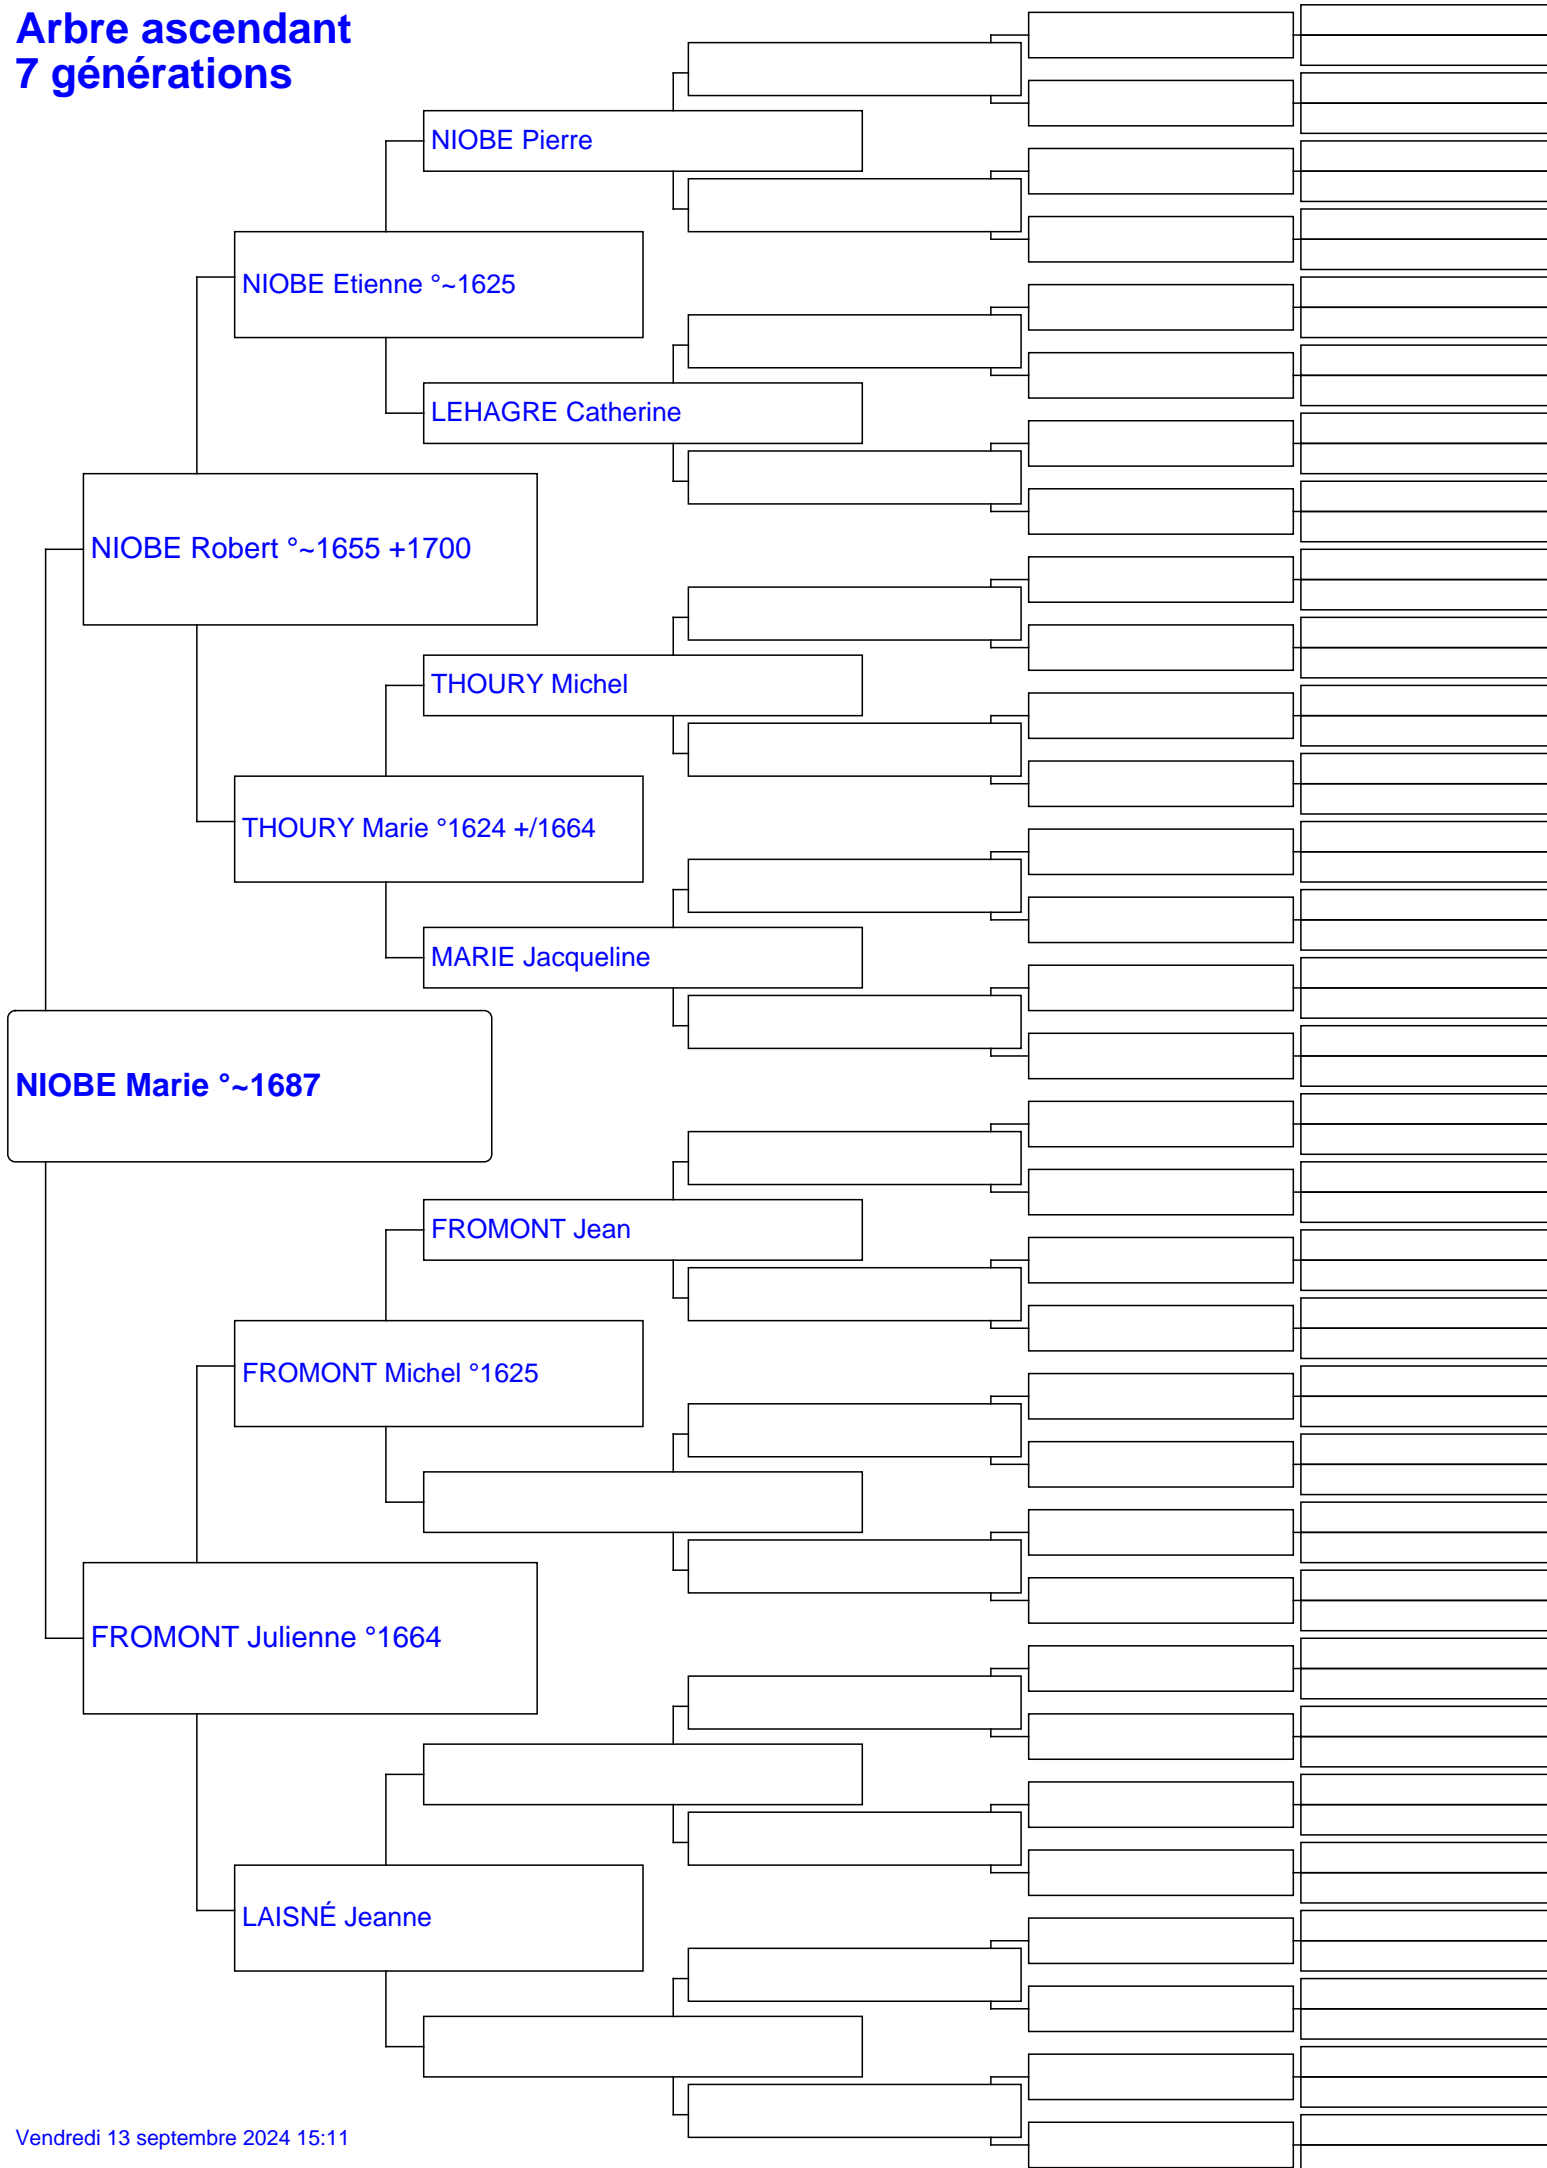 Arbre ascendant
7 générations
NIOBE Pierre
NIOBE Etienne °~1625
LEHAGRE Catherine
NIOBE Robert °~1655 +1700
THOURY Michel
THOURY Marie °1624 +/1664
MARIE Jacqueline
NIOBE Marie °~1687
FROMONT Jean
FROMONT Michel °1625
FROMONT Julienne °1664
LAISNÉ Jeanne
Vendredi 13 septembre 2024 15:11